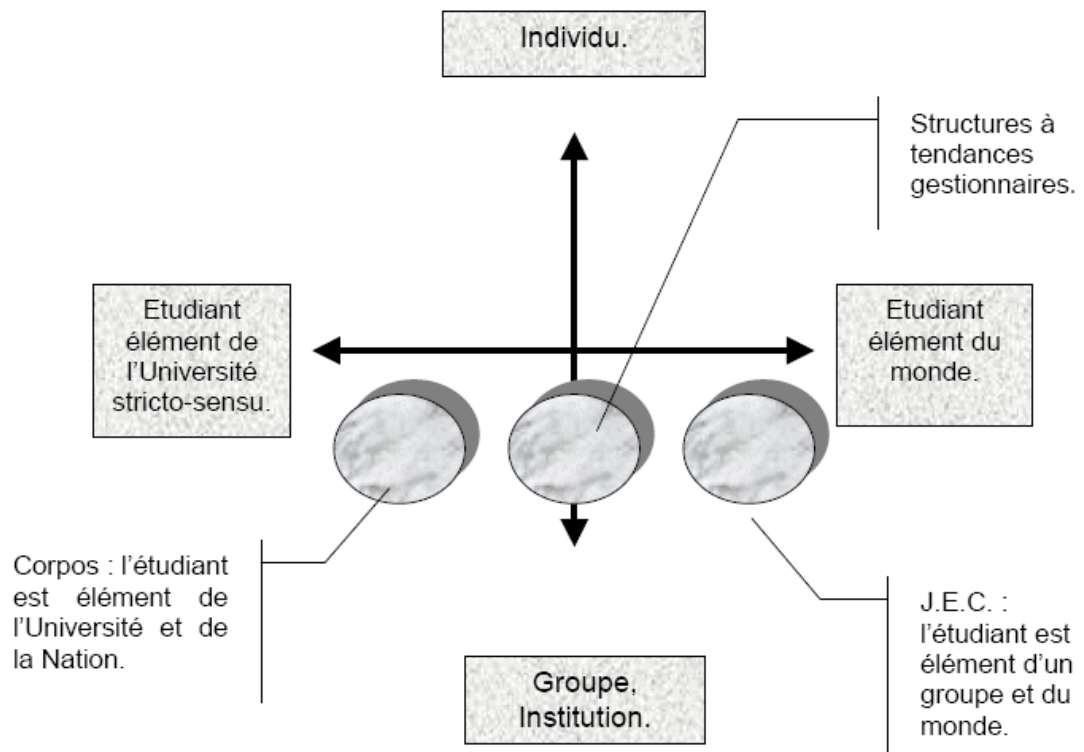 Individu.
Structures à
tendances
gestionnaires.
Etudiant
élément de
l’Université
stricto-sensu.
Etudiant
élément du
monde.
Corpos : l’étudiant
est élément de
l’Université et de
la Nation.
J.E.C. :
l’étudiant est
élément d’un
groupe et du
monde.
Groupe,
Institution.